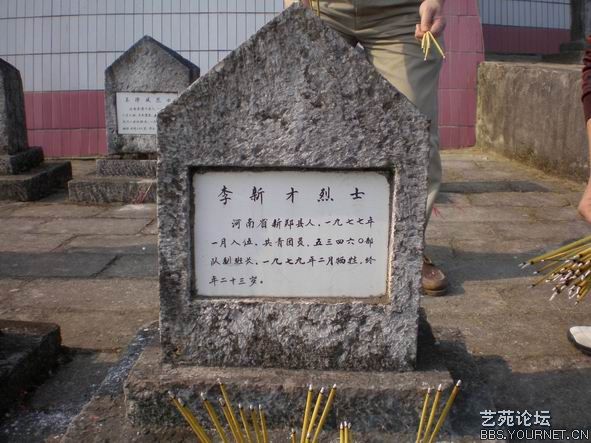 李新才烈士
河南省新郑县人，一九七七年
一月入伍，共青团员，五三四六〇部
队副班长，一九七九年二月牺牲，终
年二十三岁。
艺苑论坛
BBS.YOURNET.CN